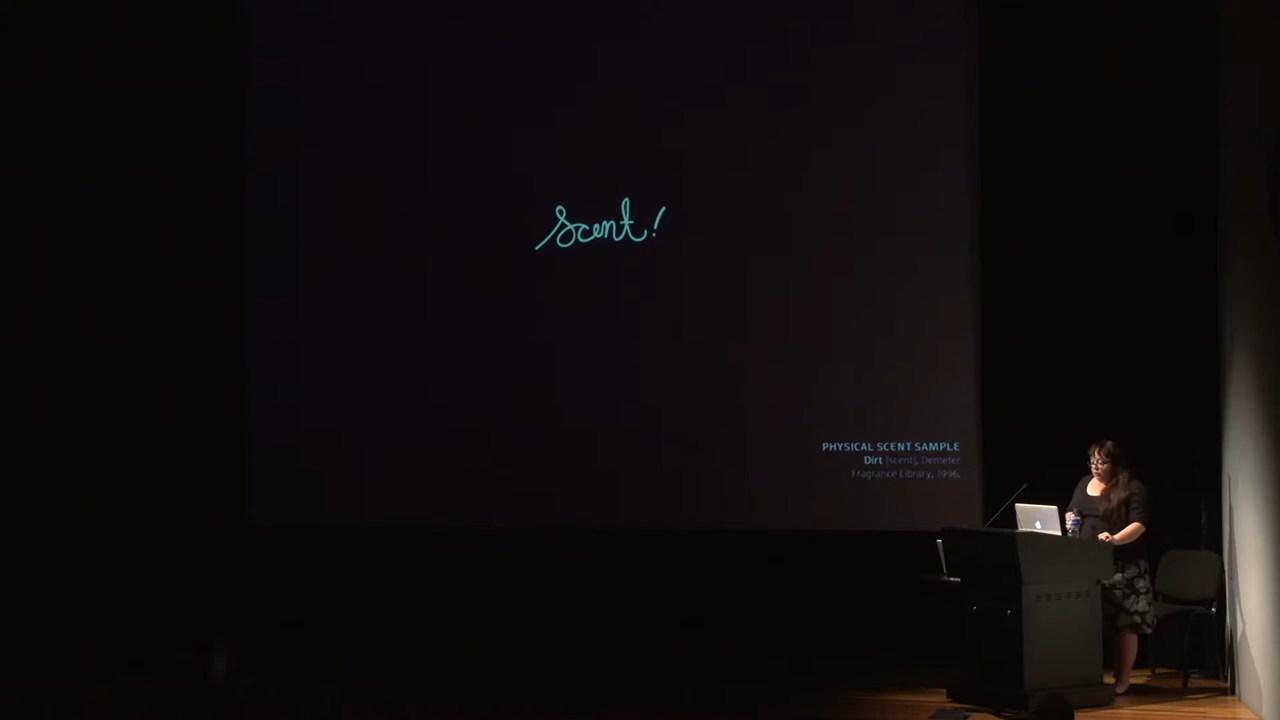 scent!
PHYSICAL SCENT SAMPLE
Dirt (scent), Demeter
Fragrance Library, 1996.